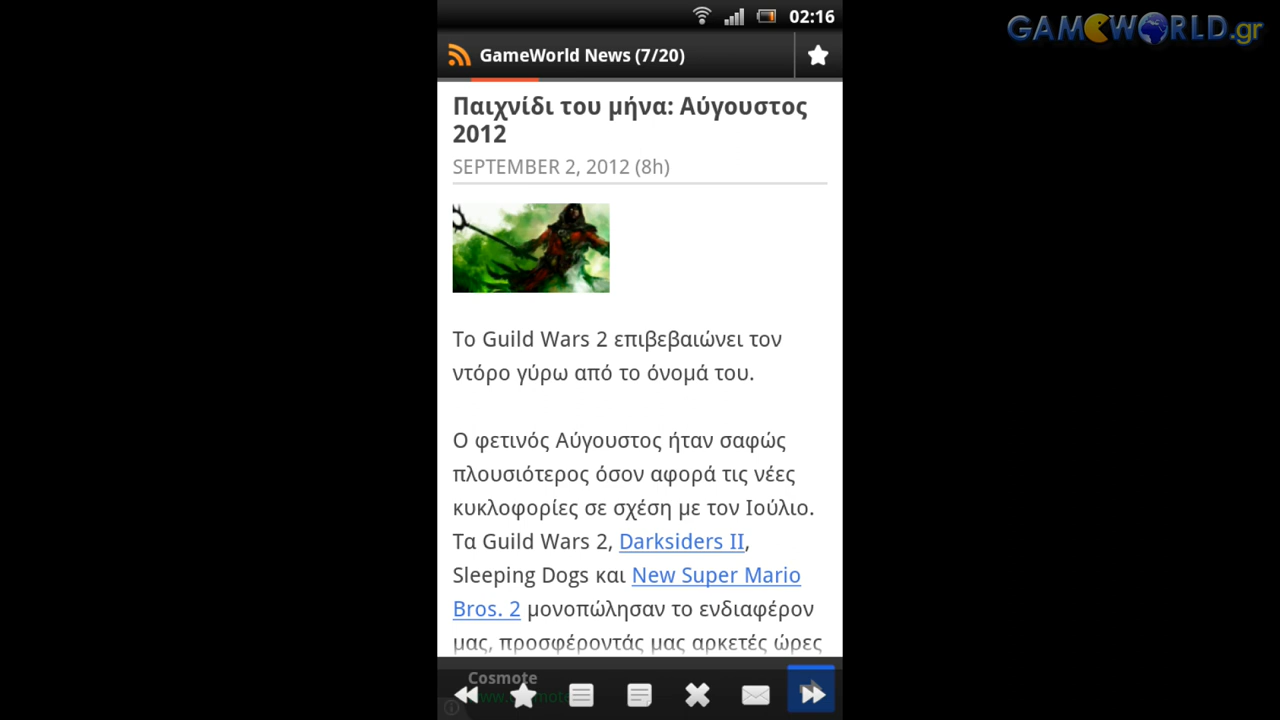 02:16
GAMEWORLD.gr
GameWorld News (7/20)
Παιχνίδι του μήνα: Αύγουστος
2012
SEPTEMBER 2, 2012 (8h)
Το Guild Wars 2 επιβεβαιώνει τον
ντόρο γύρω από το όνομά του.
Ο φετινός Αύγουστος ήταν σαφώς
πλουσιότερος όσον αφορά τις νέες
κυκλοφορίες σε σχέση με τον Ιούλιο.
Τα Guild Wars 2, Darksiders II,
Sleeping Dogs και New Super Mario
Bros. 2 μονοπώλησαν το ενδιαφέρον
μας, προσφέροντάς μας αρκετές ώρες
Cosmote